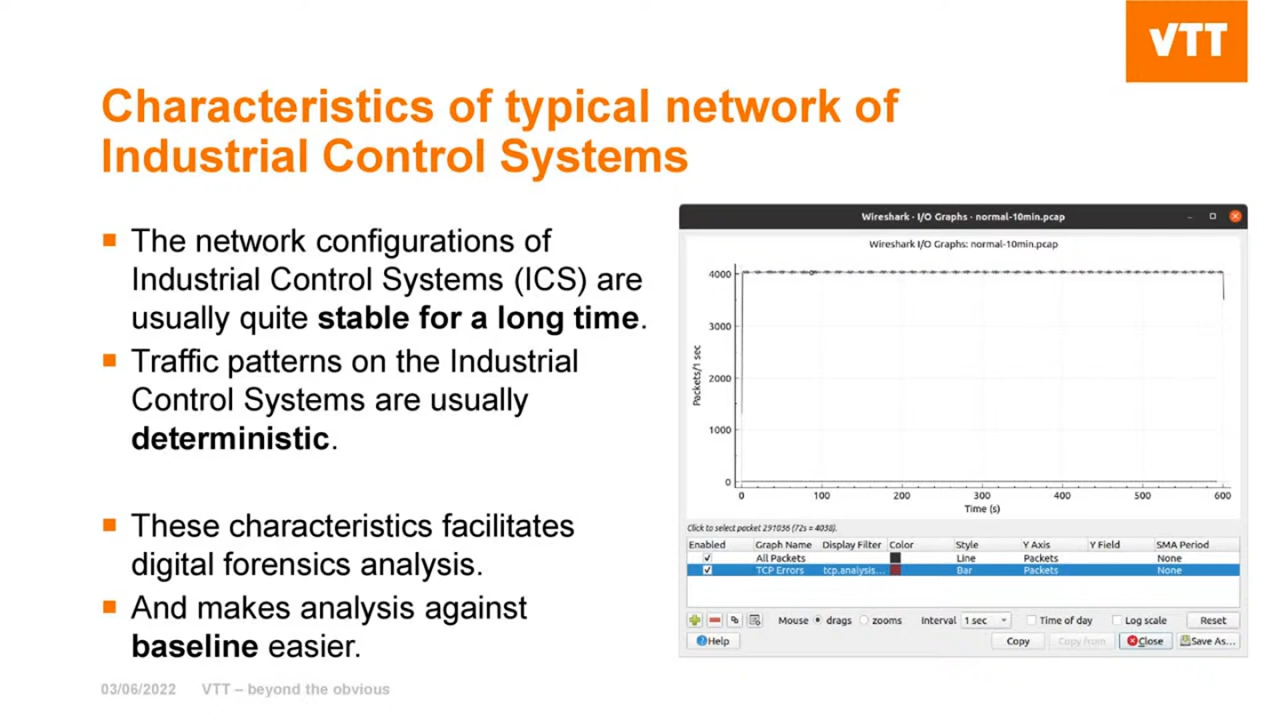 VTT
Characteristics of typical network of
Industrial Control Systems
The network configurations of
Industrial Control Systems (ICS) are
usually quite stable for a long time.
Traffic patterns on the Industrial
Control Systems are usually
deterministic.
These characteristics facilitates
digital forensics analysis.
And makes analysis against
baseline easier.
Wireshark · I/O Graphs · normal-10min.pcap
Wireshark I/O Graphs: normal-10min.pcap
4000
3000
2000
1000
0
Packets/1 sec
0 100 200 300 400 500 600
Time (s)
Click to select packet 291036 (72s = 4038).
Enabled Graph Name Display Filter Color Style Y Axis Y Field SMA Period
All Packets Line Packets None
TCP Errors tcp.analysis... Bar Packets None
Mouse drags zooms Interval 1 sec Time of day Log scale Reset
Help Copy Copy from Close Save As...
03/06/2022 VTT – beyond the obvious